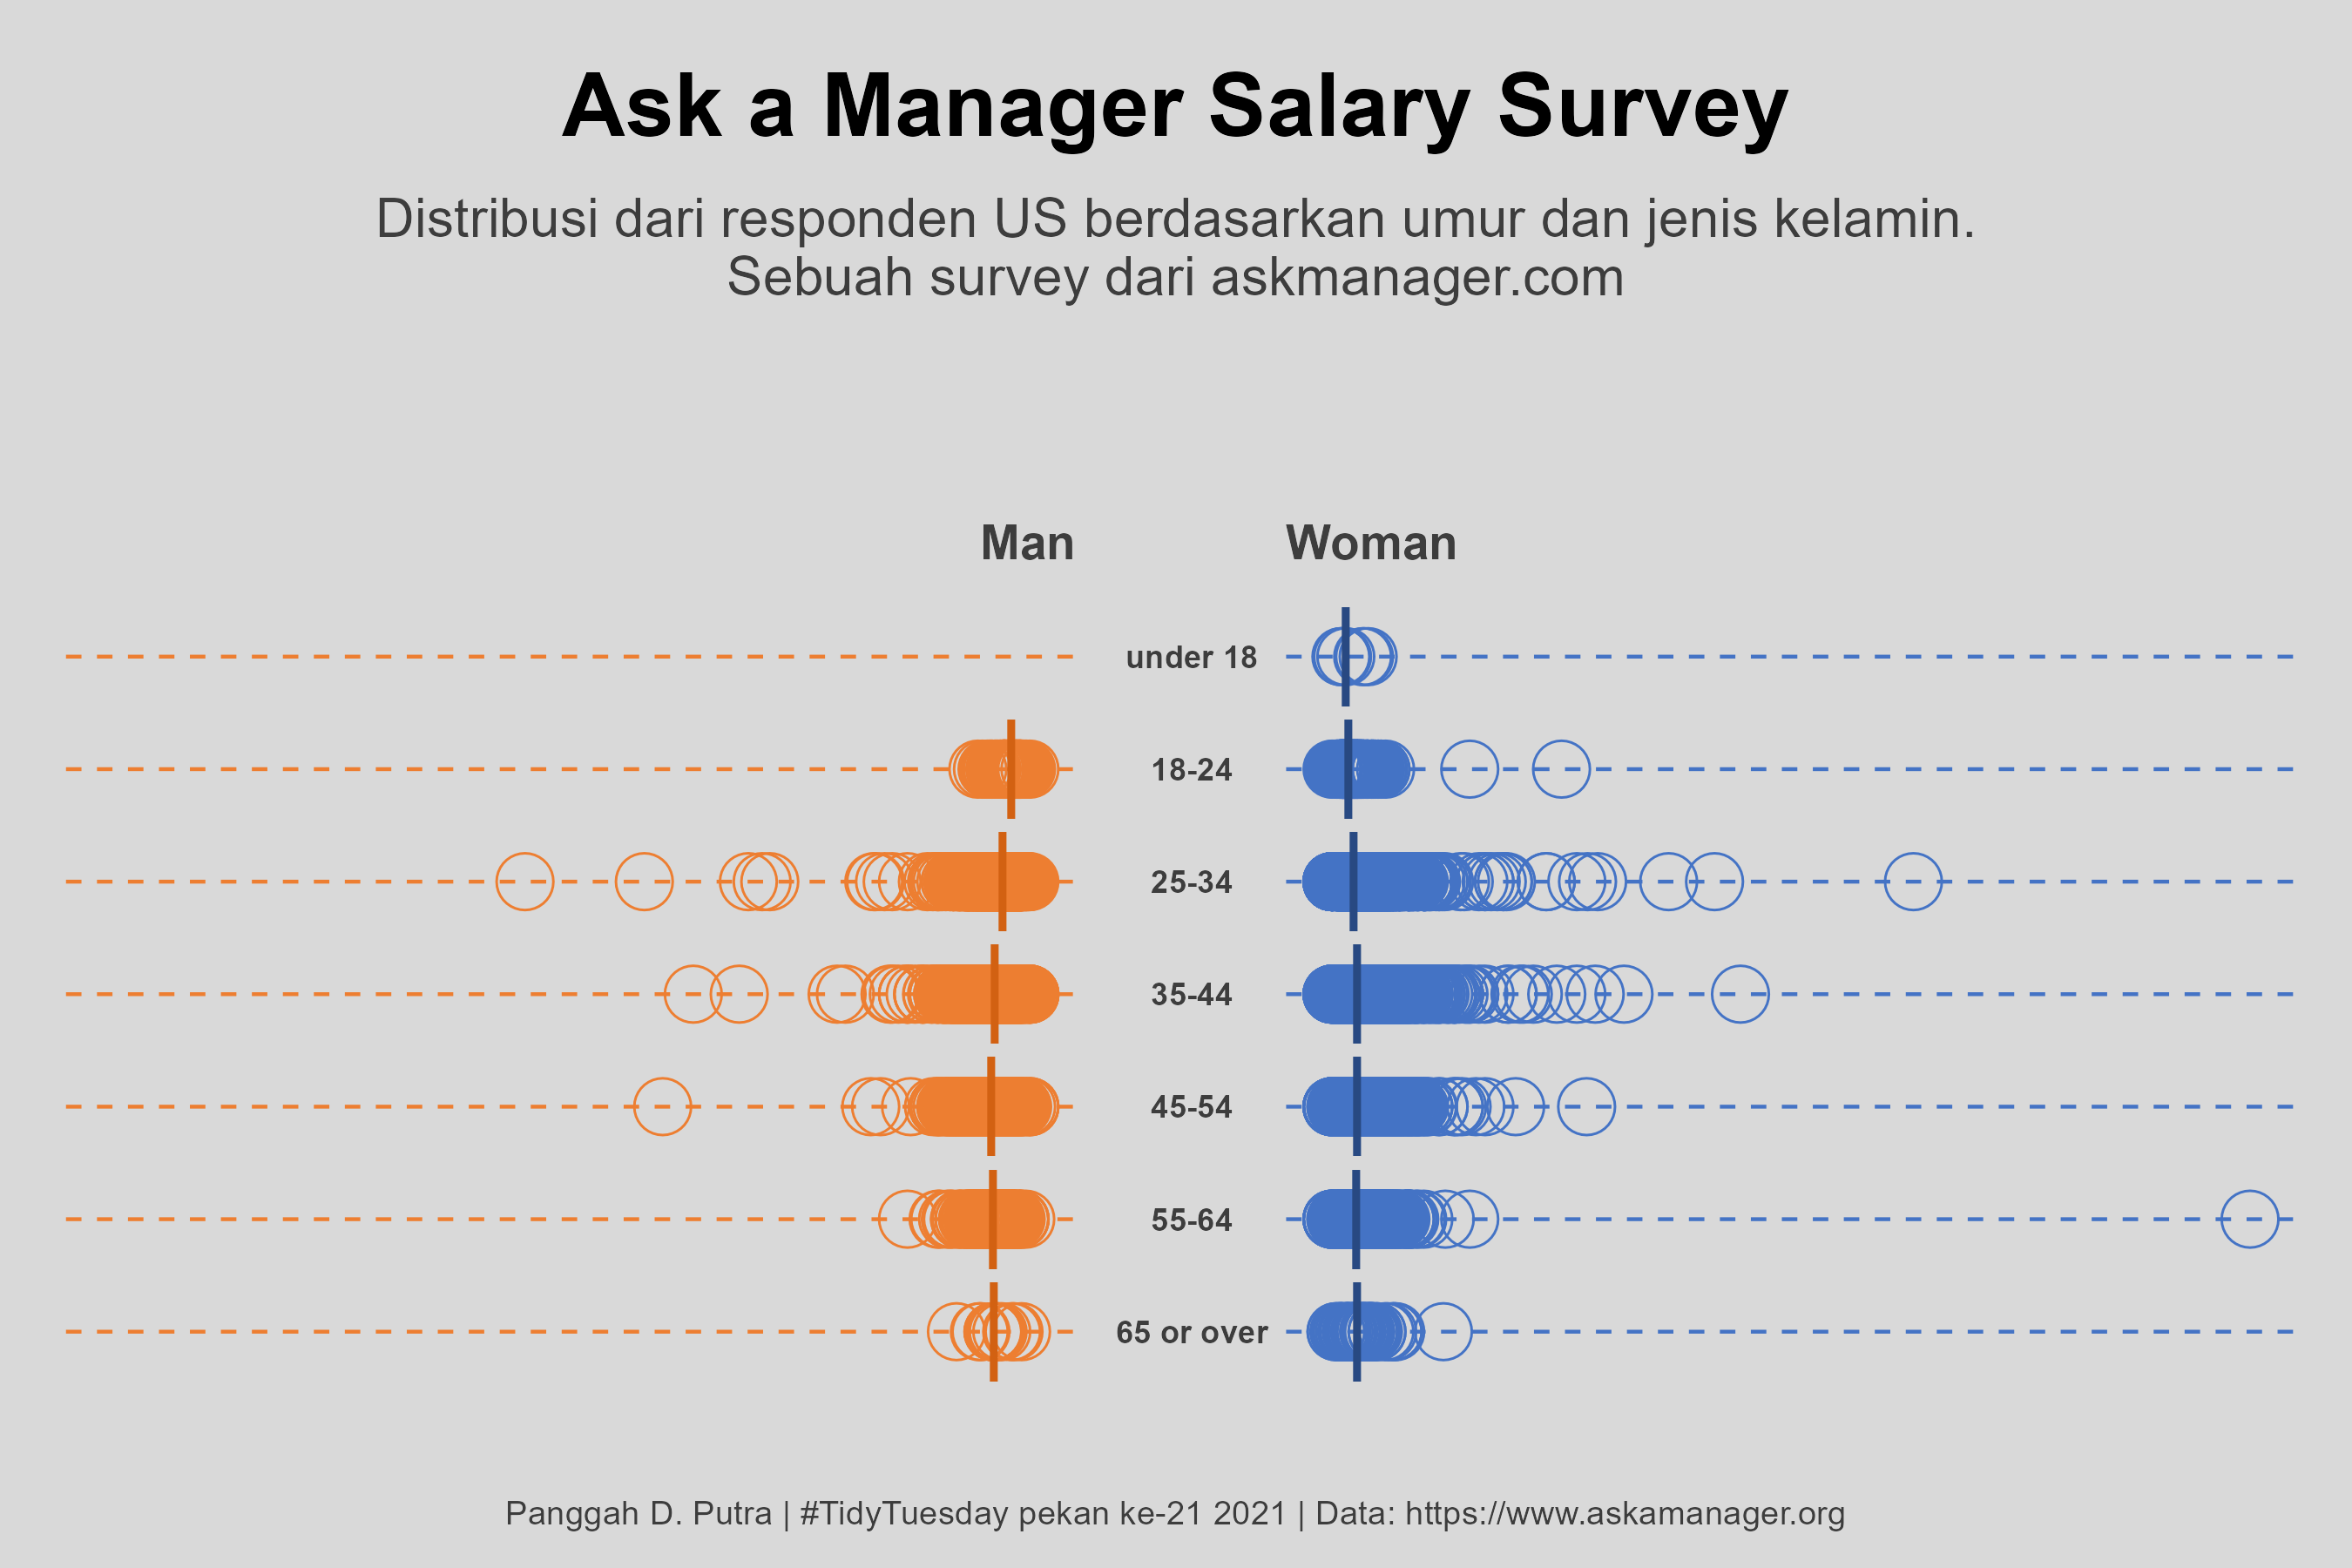 Ask a Manager Salary Survey
Distribusi dari responden US berdasarkan umur dan jenis kelamin.
Sebuah survey dari askmanager.com
Man
Woman
under 18
18-24
25-34
35-44
45-54
55-64
65 or over
Panggah D. Putra | #TidyTuesday pekan ke-21 2021 | Data: https://www.askamanager.org